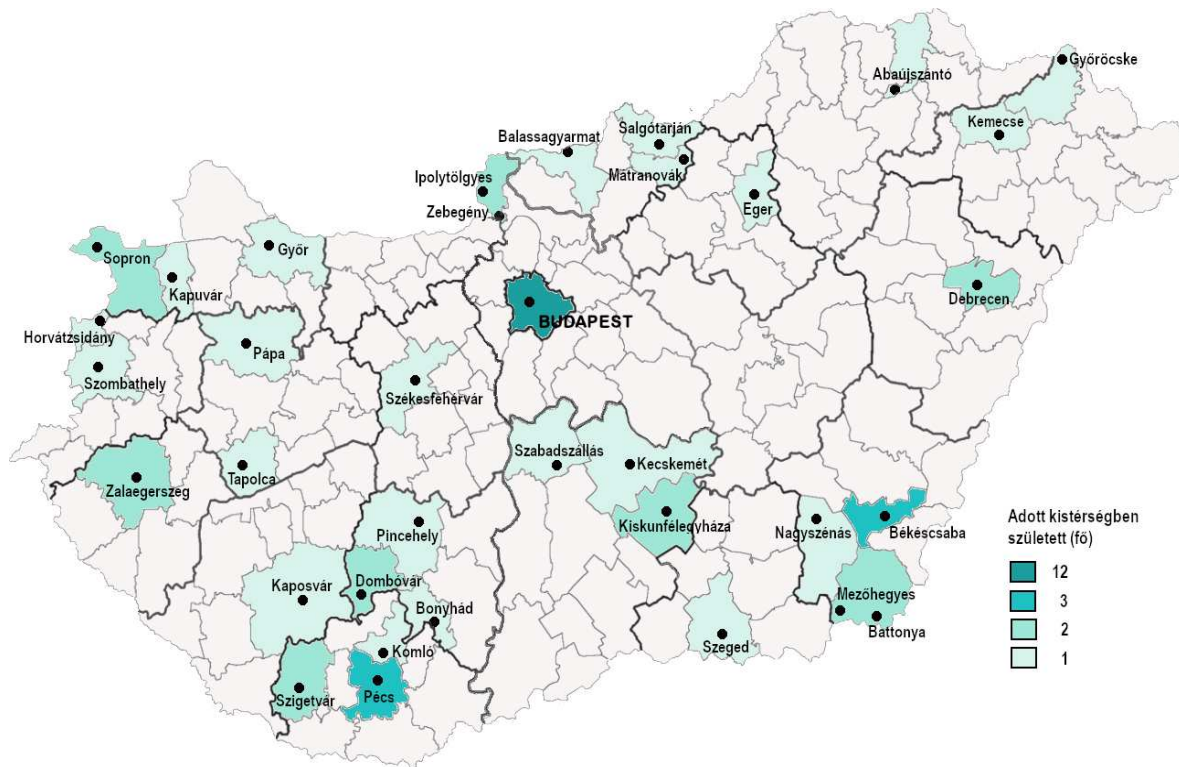 Győröcske
Abaújszántó
Kemecse
Salgótarján
Balassagyarmat
Mátranovák
Ipolytölgyes
Eger
Zebegény
Sopron
Győr
Kapuvár
Debrecen
BUDAPEST
Horvátzsidány
Pápa
Szombathely
Székesfehérvár
Szabadszállás
Kecskemét
Tapolca
Zalaegerszeg
Kiskunfélegyháza
Nagyszénás
Békéscsaba
Pincehely
Adott kistérségben
született (fő)
12
3
2
1
Kaposvár
Dombóvár
Mezőhegyes
Bonyhád
Battonya
Szeged
Komló
Szigetvár
Pécs